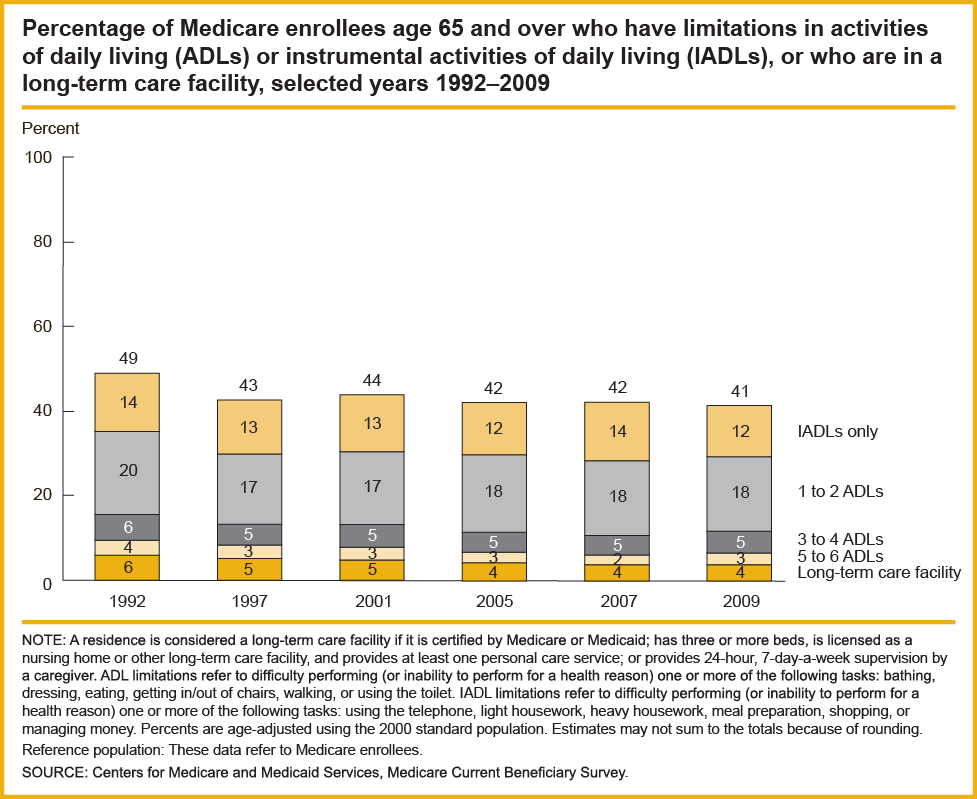 Percentage of Medicare enrollees age 65 and over who have limitations in activities
of daily living (ADLs) or instrumental activities of daily living (IADLs), or who are in a
long-term care facility, selected years 1992–2009
Percent
100
80
60
40
20
0
49
14
20
6
4
6
1992
43
13
17
5
3
5
1997
44
13
17
5
3
5
2001
42
12
18
5
3
4
2005
42
14
18
5
2
4
2007
41
12
18
5
3
4
2009
IADLs only
1 to 2 ADLs
3 to 4 ADLs
5 to 6 ADLs
Long-term care facility
NOTE: A residence is considered a long-term care facility if it is certified by Medicare or Medicaid; has three or more beds, is licensed as a
nursing home or other long-term care facility, and provides at least one personal care service; or provides 24-hour, 7-day-a-week supervision by
a caregiver. ADL limitations refer to difficulty performing (or inability to perform for a health reason) one or more of the following tasks: bathing,
dressing, eating, getting in/out of chairs, walking, or using the toilet. IADL limitations refer to difficulty performing (or inability to perform for a
health reason) one or more of the following tasks: using the telephone, light housework, heavy housework, meal preparation, shopping, or
managing money. Percents are age-adjusted using the 2000 standard population. Estimates may not sum to the totals because of rounding.
Reference population: These data refer to Medicare enrollees.
SOURCE: Centers for Medicare and Medicaid Services, Medicare Current Beneficiary Survey.